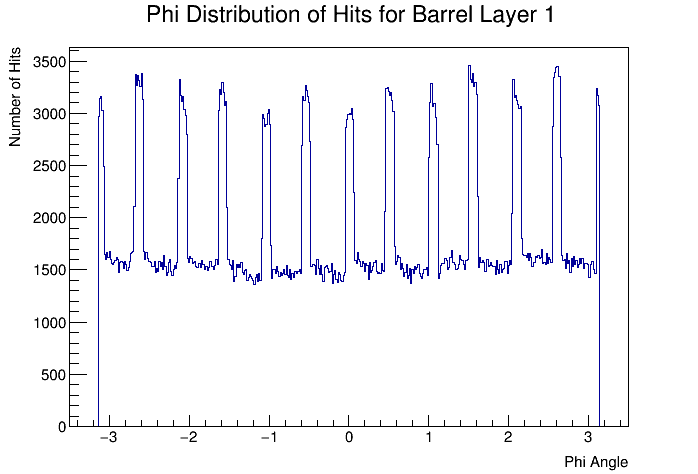 Phi Distribution of Hits for Barrel Layer 1
Number of Hits
3500
3000
2500
2000
1500
1000
500
0
−3 −2 −1 0 1 2 3
Phi Angle